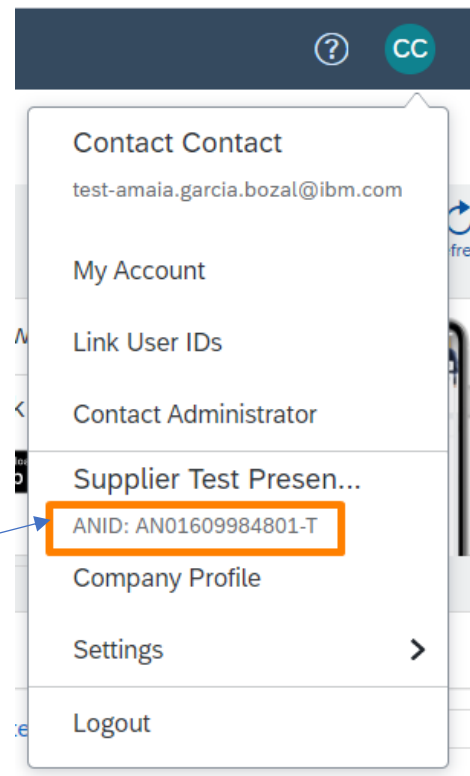 ?
CC
Contact Contact
test-amaia.garcia.bozal@ibm.com
My Account
Link User IDs
Contact Administrator
Supplier Test Presen...
ANID: AN01609984801-T
Company Profile
Settings
Logout